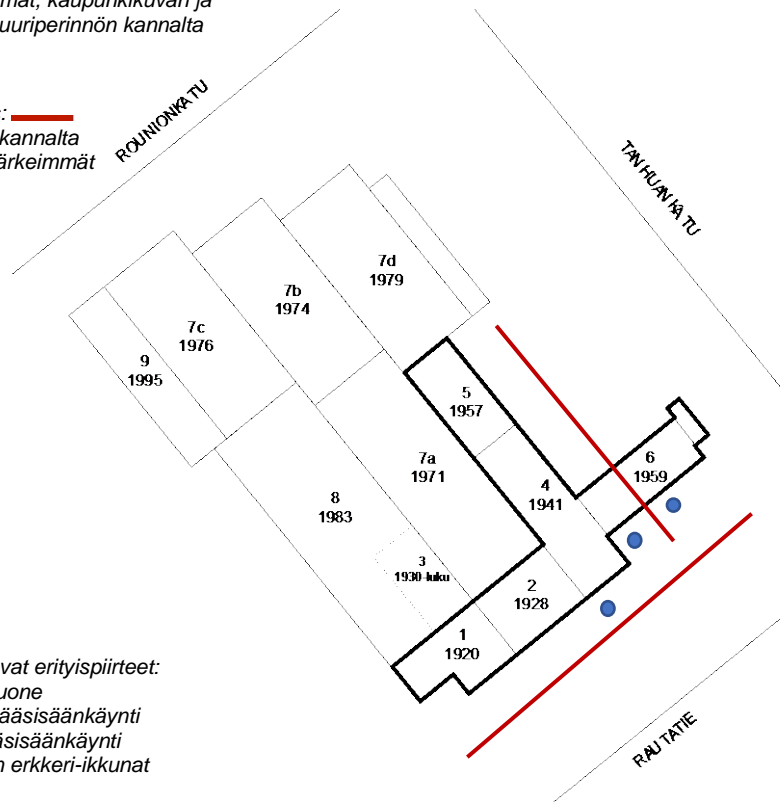 mät, kaupunkikuvan ja
uuriperinnön kannalta
:
kannalta
ärkeimmät
ROUNIONKATU
TANHUANKATU
7d
1979
7b
1974
7c
1976
9
1995
5
1957
7a
1971
6
1959
4
1941
8
1983
3
1930-luku
2
1928
1
1920
vat erityispiirteet:
uone
ääsisäänkäynti
äsisäänkäynti
n erkkeri-ikkunat
RAUTATIE